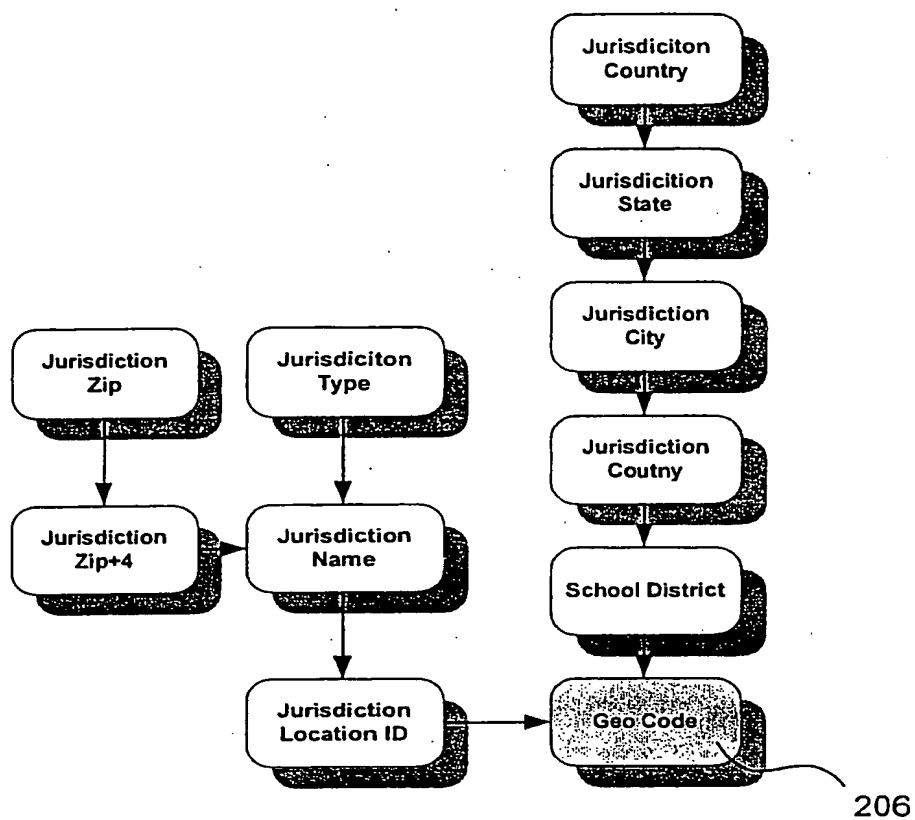 Jurisdiciton
Country
Jurisdicition
State
Jurisdiction
City
Jurisdiction
Zip
Jurisdiciton
Type
Jurisdiction
Coutny
Jurisdiction
Zip+4
Jurisdiction
Name
School District
Jurisdiction
Location ID
Geo Code
206